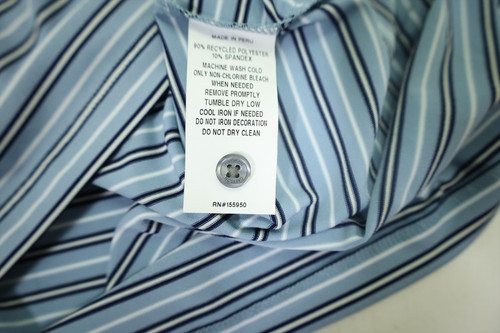 MADE IN PERU
90% RECYCLED POLYESTER
10% SPANDEX
MACHINE WASH COLD
ONLY NON-CHLORINE BLEACH
WHEN NEEDED
REMOVE PROMPTLY
TUMBLE DRY LOW
COOL IRON IF NEEDED
DO NOT IRON DECORATION
DO NOT DRY CLEAN
RN#155950